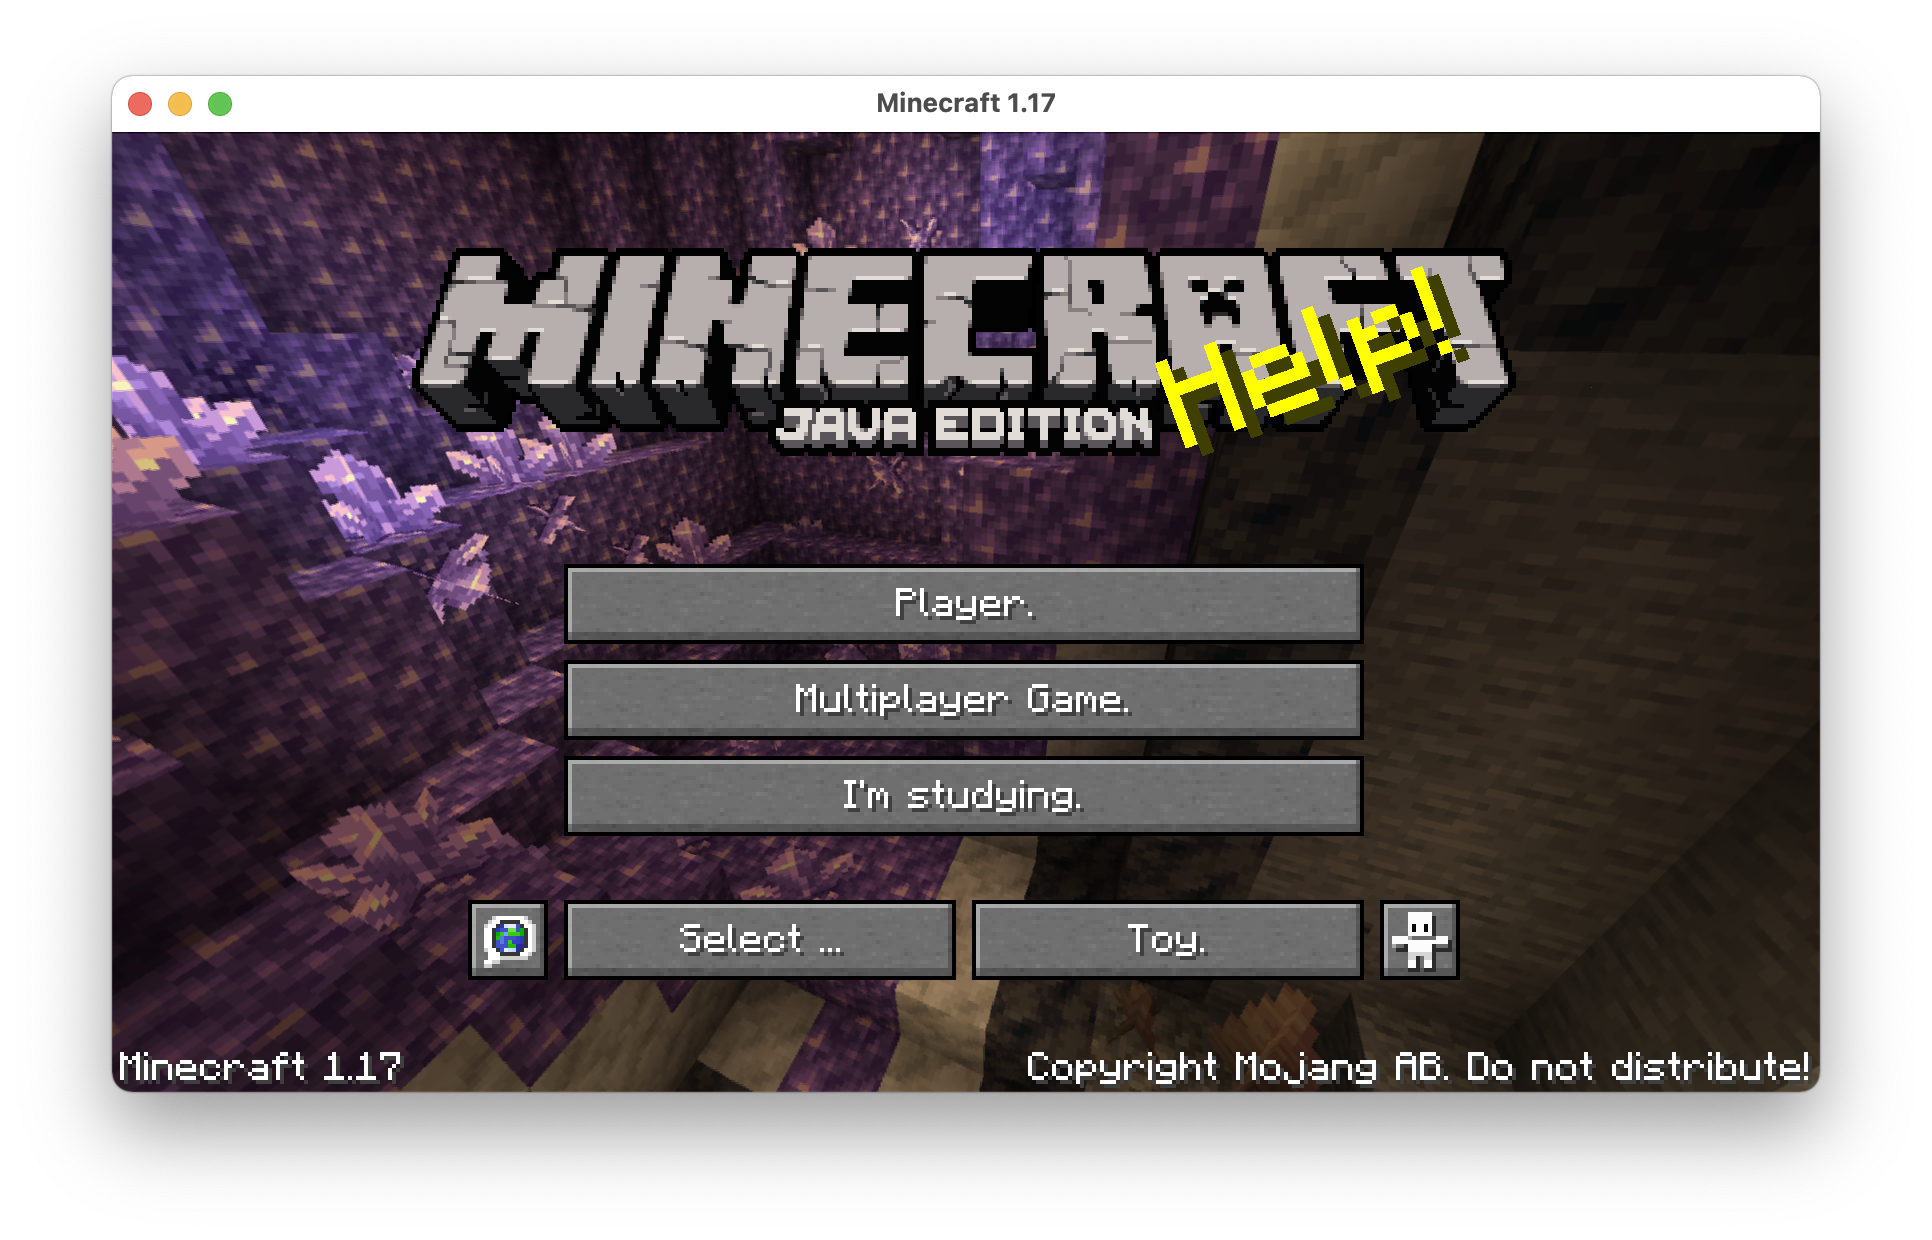 Minecraft 1.17
MINECRAFT
JAVA EDITION
Help!
Player.
Multiplayer Game.
I'm studying.
Select ...
Toy.
Minecraft 1.17
Copyright Mojang AB. Do not distribute!